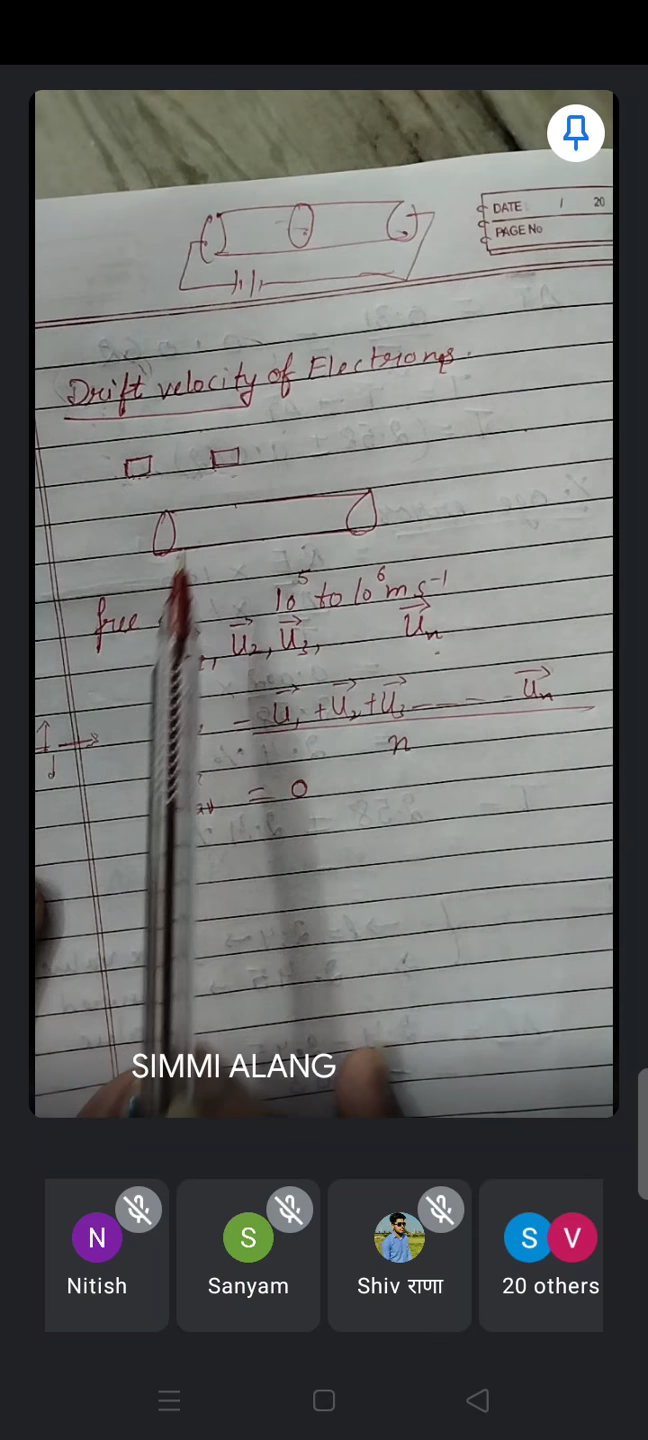 DATE / 20
PAGE No
Drift velocity of Electrons.
10⁵ to 10⁶ m s⁻¹
free , u⃗₂, u⃗₃, u⃗ₙ
= u⃗₁ + u⃗₂ + u⃗₃ ---- u⃗ₙ
n
= 0
SIMMI ALANG
N S S V
Nitish Sanyam Shiv राणा 20 others